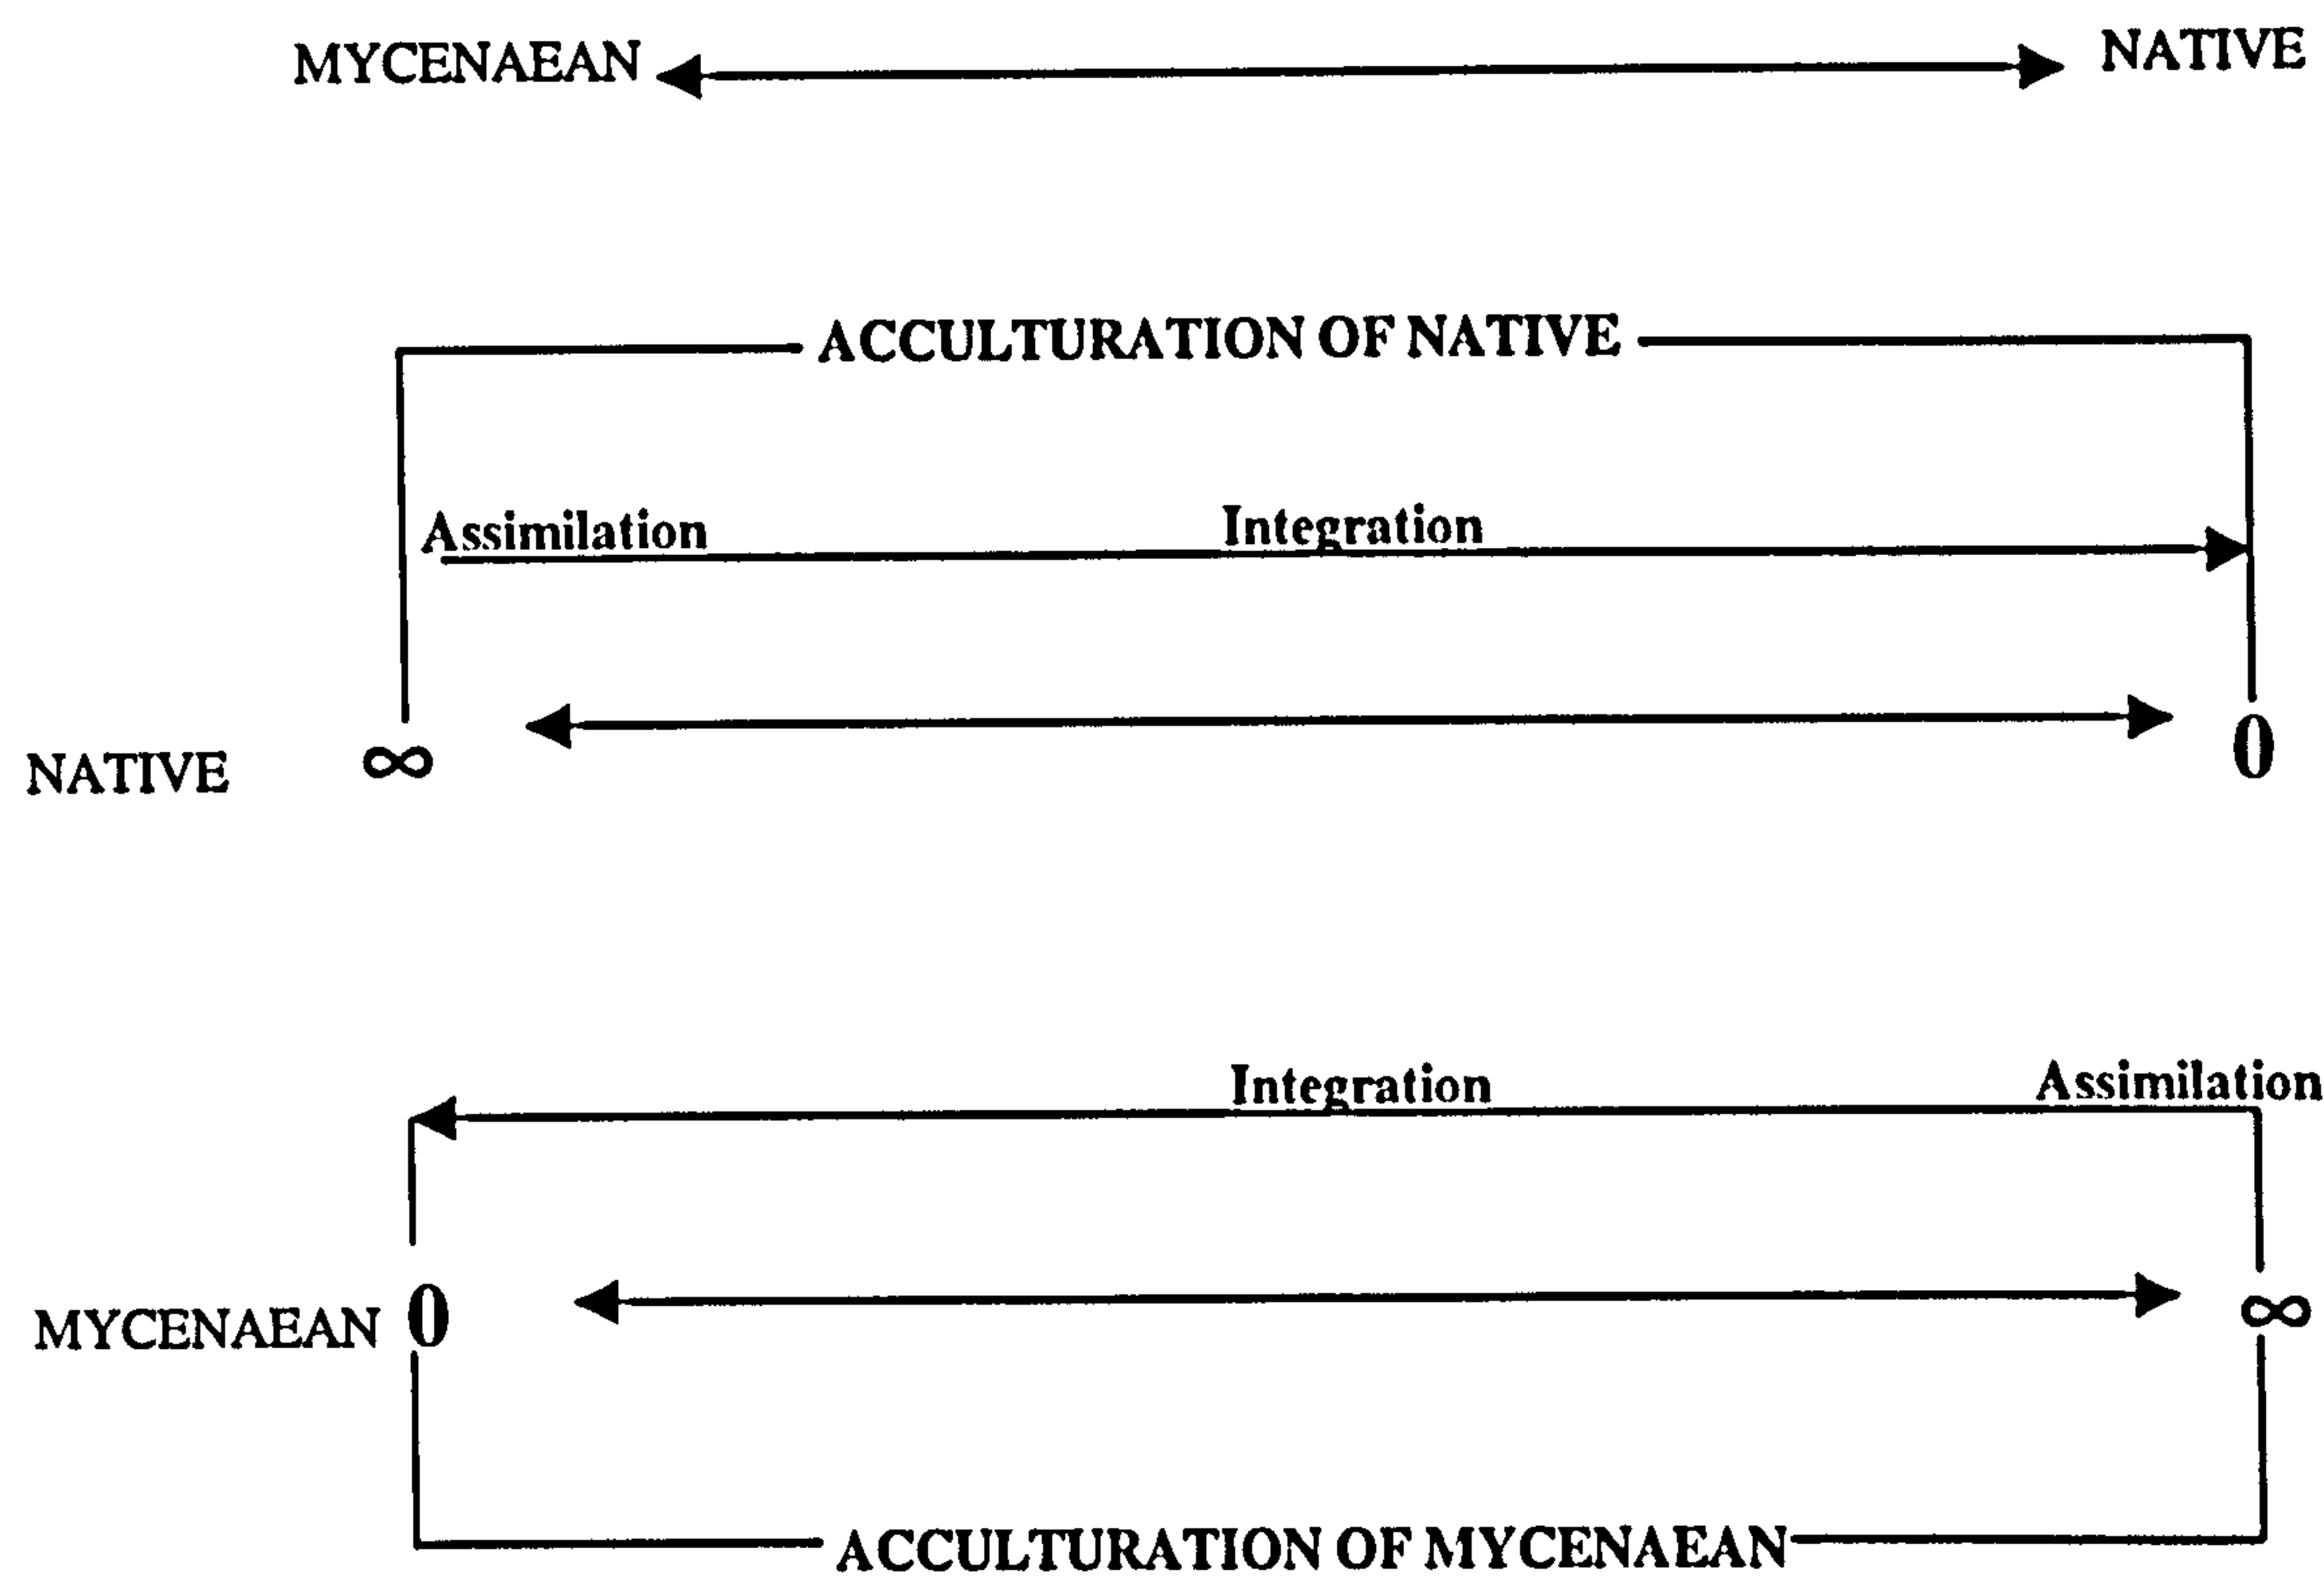 MYCENAEAN NATIVE
ACCULTURATION OF NATIVE
Assimilation Integration
NATIVE ∞ 0
Integration Assimilation
MYCENAEAN 0 ∞
ACCULTURATION OF MYCENAEAN